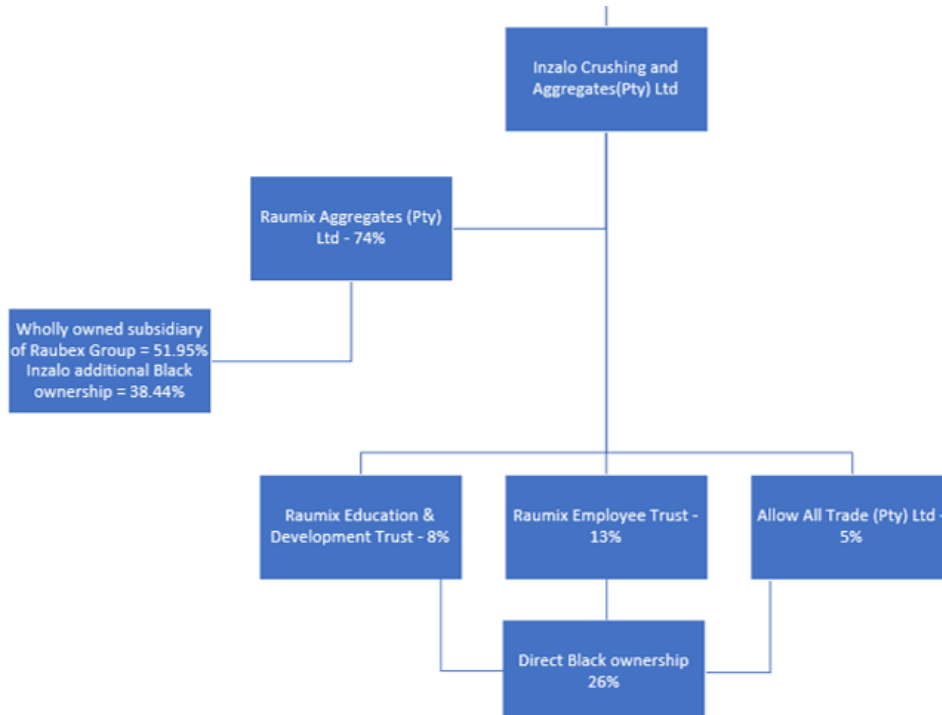 Inzalo Crushing and
Aggregates(Pty) Ltd
Raumix Aggregates (Pty)
Ltd - 74%
Wholly owned subsidiary
of Raubex Group = 51.95%
Inzalo additional Black
ownership = 38.44%
Raumix Education &
Development Trust - 8%
Raumix Employee Trust -
13%
Allow All Trade (Pty) Ltd -
5%
Direct Black ownership
26%